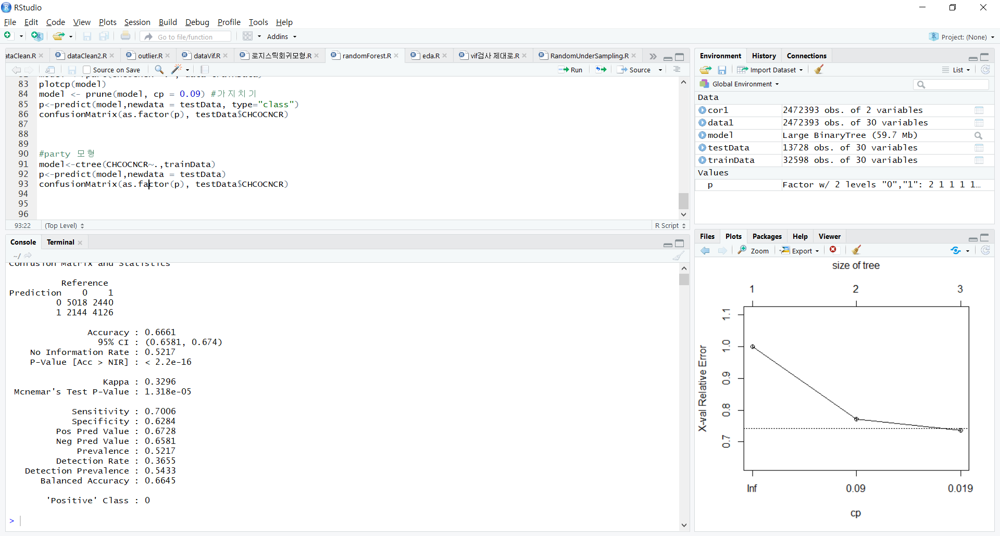 RStudio
File Edit Code View Plots Session Build Debug Profile Tools Help
Go to file/function Addins Project: (None)
ataClean.R dataClean2.R outlier.R dataVif.R 로지스틱회귀모형.R randomForest.R eda.R vif검사 제대로.R RandomUnderSampling.R
Source on Save Run Source
83 plotcp(model)
84 model <- prune(model, cp = 0.09) #가지치기
85 p<-predict(model,newdata = testData, type="class")
86 confusionMatrix(as.factor(p), testData$CHCOCNCR)
87
88
89
90 #party 모형
91 model<-ctree(CHCOCNCR~.,trainData)
92 p<-predict(model,newdata = testData)
93 confusionMatrix(as.factor(p), testData$CHCOCNCR)
94
95
96
93:22 (Top Level) R Script
Console Terminal
~/
Confusion Matrix and Statistics
Reference
Prediction 0 1
0 5018 2440
1 2144 4126
Accuracy : 0.6661
95% CI : (0.6581, 0.674)
No Information Rate : 0.5217
P-Value [Acc > NIR] : < 2.2e-16
Kappa : 0.3296
Mcnemar's Test P-Value : 1.318e-05
Sensitivity : 0.7006
Specificity : 0.6284
Pos Pred Value : 0.6728
Neg Pred Value : 0.6581
Prevalence : 0.5217
Detection Rate : 0.3655
Detection Prevalence : 0.5433
Balanced Accuracy : 0.6645
'Positive' Class : 0
>
Environment History Connections
Import Dataset List
Global Environment
Data
cor1 2472393 obs. of 2 variables
data1 2472393 obs. of 30 variables
model Large BinaryTree (59.7 Mb)
testData 13728 obs. of 30 variables
trainData 32598 obs. of 30 variables
Values
p Factor w/ 2 levels "0","1": 2 1 1 1 1…
Files Plots Packages Help Viewer
Zoom Export
size of tree
1 2 3
X-val Relative Error
1.1
1.0
0.9
0.8
0.7
Inf 0.09 0.019
cp